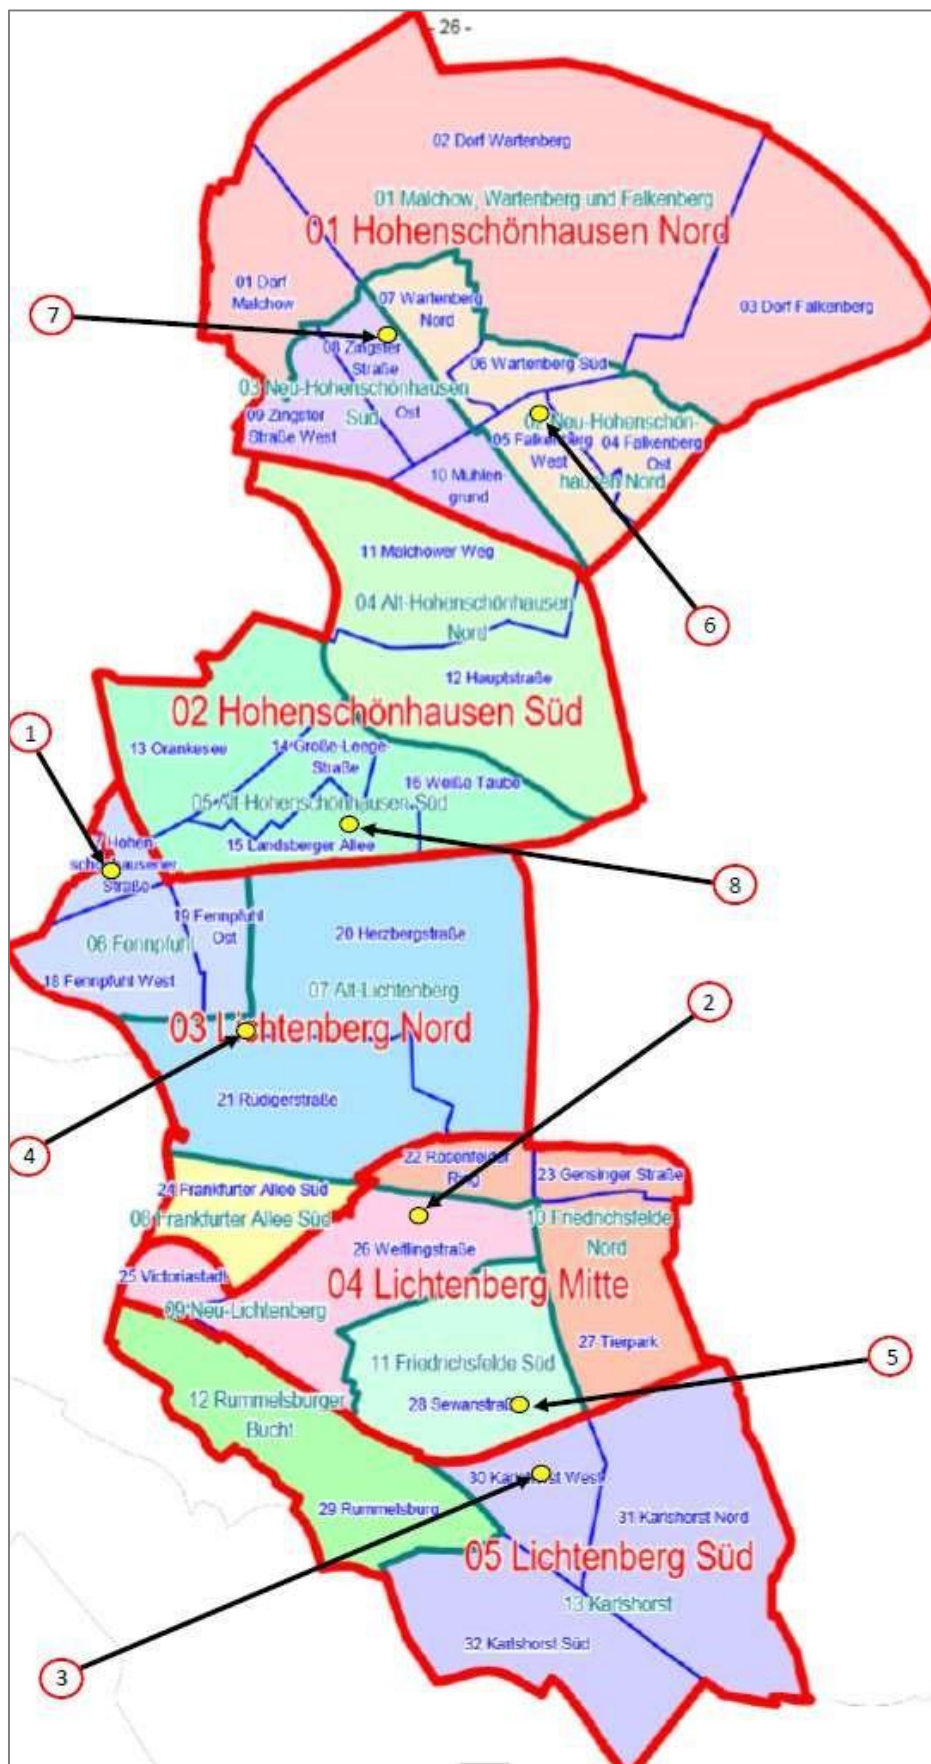 - 26 -
02 Dorf Wartenberg
01 Malchow, Wartenberg und Falkenberg
01 Hohenschönhausen Nord
01 Dorf
Malchow
07 Wartenberg
Nord
03 Dorf Falkenberg
7
08 Zingster
Straße
Ost
06 Wartenberg Süd
03 Neu-Hohenschönhausen
Süd
09 Zingster
Straße West
02 Neu-Hohenschön-
hausen Nord
05 Falkenberg
West
04 Falkenberg
Ost
10 Mühlen-
grund
11 Malchower Weg
04 Alt-Hohenschönhausen
Nord
6
12 Hauptstraße
02 Hohenschönhausen Süd
1
13 Orankesee
14 Große-Leege-
Straße
16 Weiße Taube
05 Alt-Hohenschönhausen Süd
15 Landsberger Allee
7 Hohen-
schönhausener
Straße
8
19 Fennpfuhl
Ost
20 Herzbergstraße
06 Fennpfuhl
18 Fennpfuhl West
07 Alt-Lichtenberg
2
03 Lichtenberg Nord
21 Rüdigerstraße
4
22 Rosenfelder
Ring
23 Gensinger Straße
24 Frankfurter Allee Süd
08 Frankfurter Allee Süd
10 Friedrichsfelde
Nord
26 Weitlingstraße
25 Victoriastadt
04 Lichtenberg Mitte
09 Neu-Lichtenberg
27 Tierpark
5
11 Friedrichsfelde Süd
12 Rummelsburger
Bucht
28 Sewanstraße
30 Karlshorst West
29 Rummelsburg
31 Karlshorst Nord
05 Lichtenberg Süd
13 Karlshorst
32 Karlshorst Süd
3